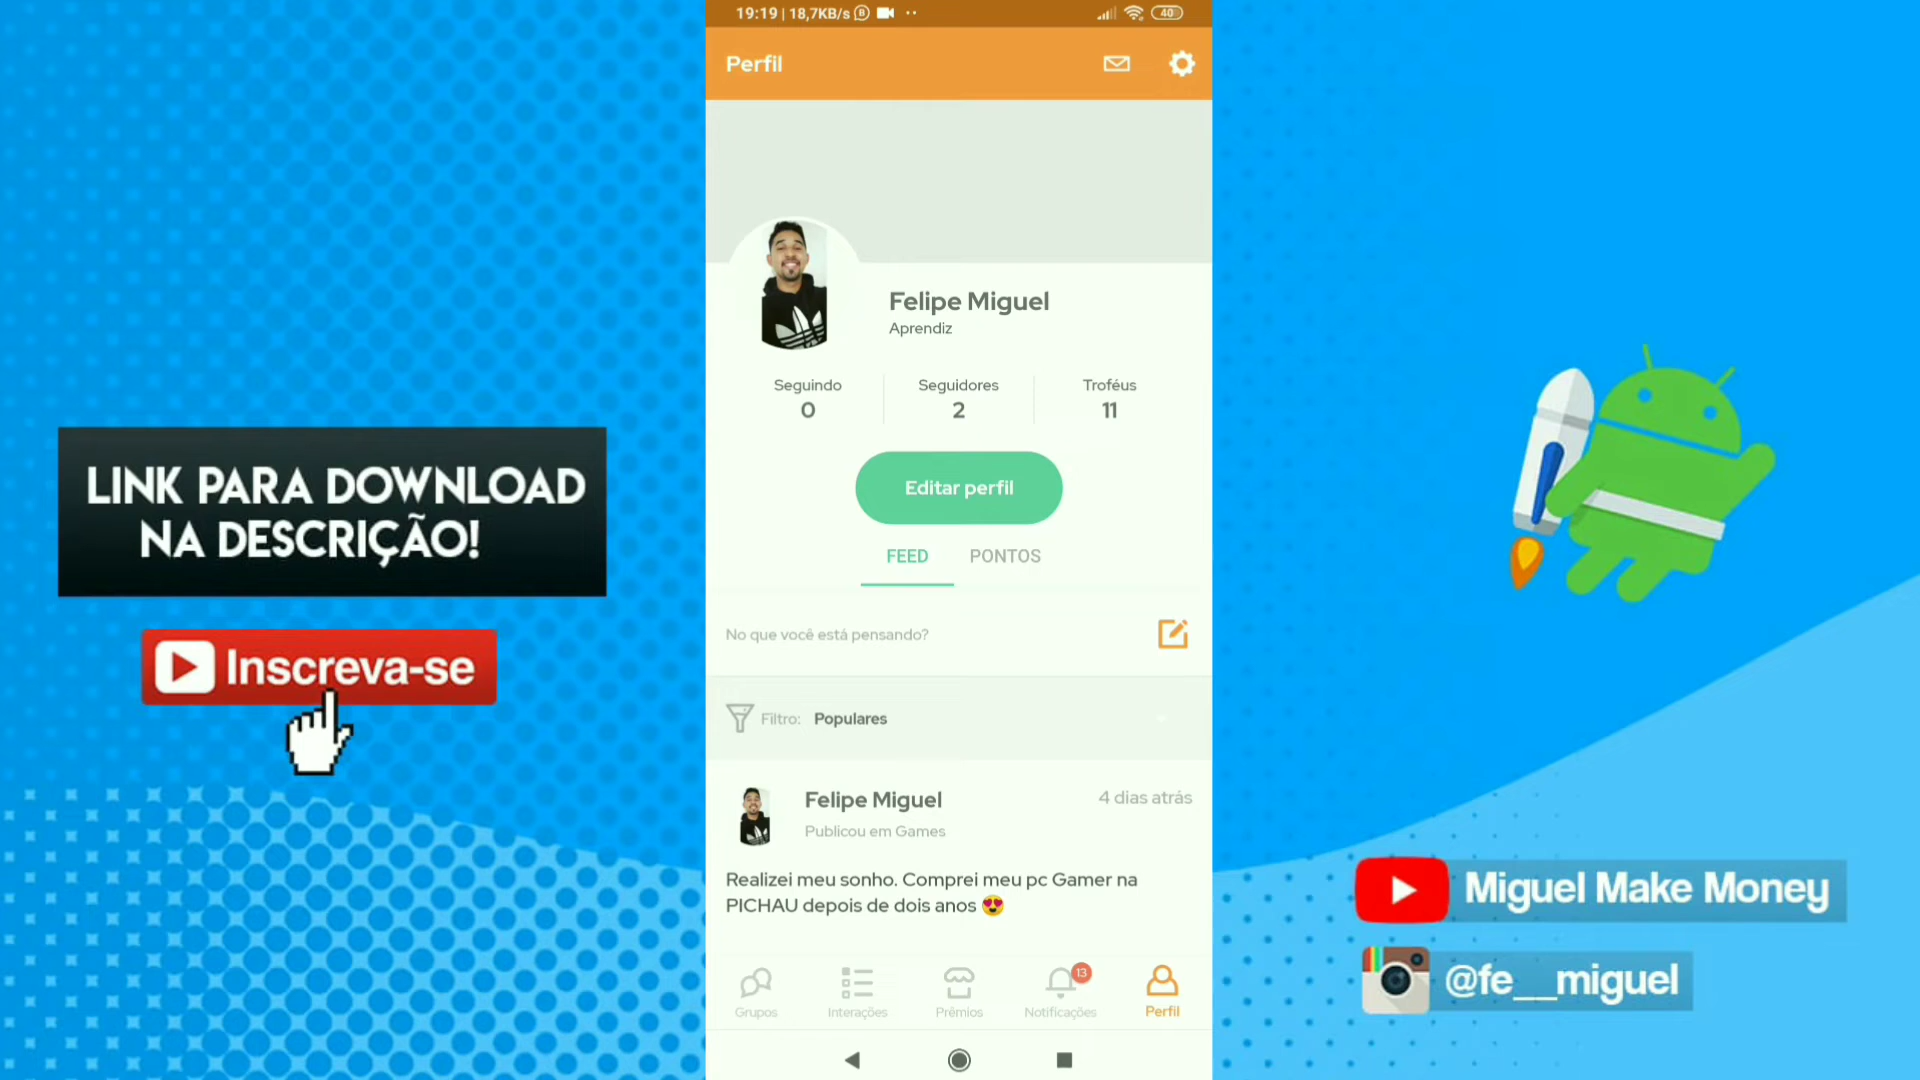 19:19 | 18,7KB/s
40
Perfil
Felipe Miguel
Aprendiz
Seguindo
0
Seguidores
2
Troféus
11
Editar perfil
FEED
PONTOS
No que você está pensando?
Filtro: Populares
Felipe Miguel
4 dias atrás
Publicou em Games
Realizei meu sonho. Comprei meu pc Gamer na
PICHAU depois de dois anos 😍
Grupos
Interações
Prêmios
13
Notificações
Perfil
LINK PARA DOWNLOAD
NA DESCRIÇÃO!
Inscreva-se
Miguel Make Money
@fe__miguel